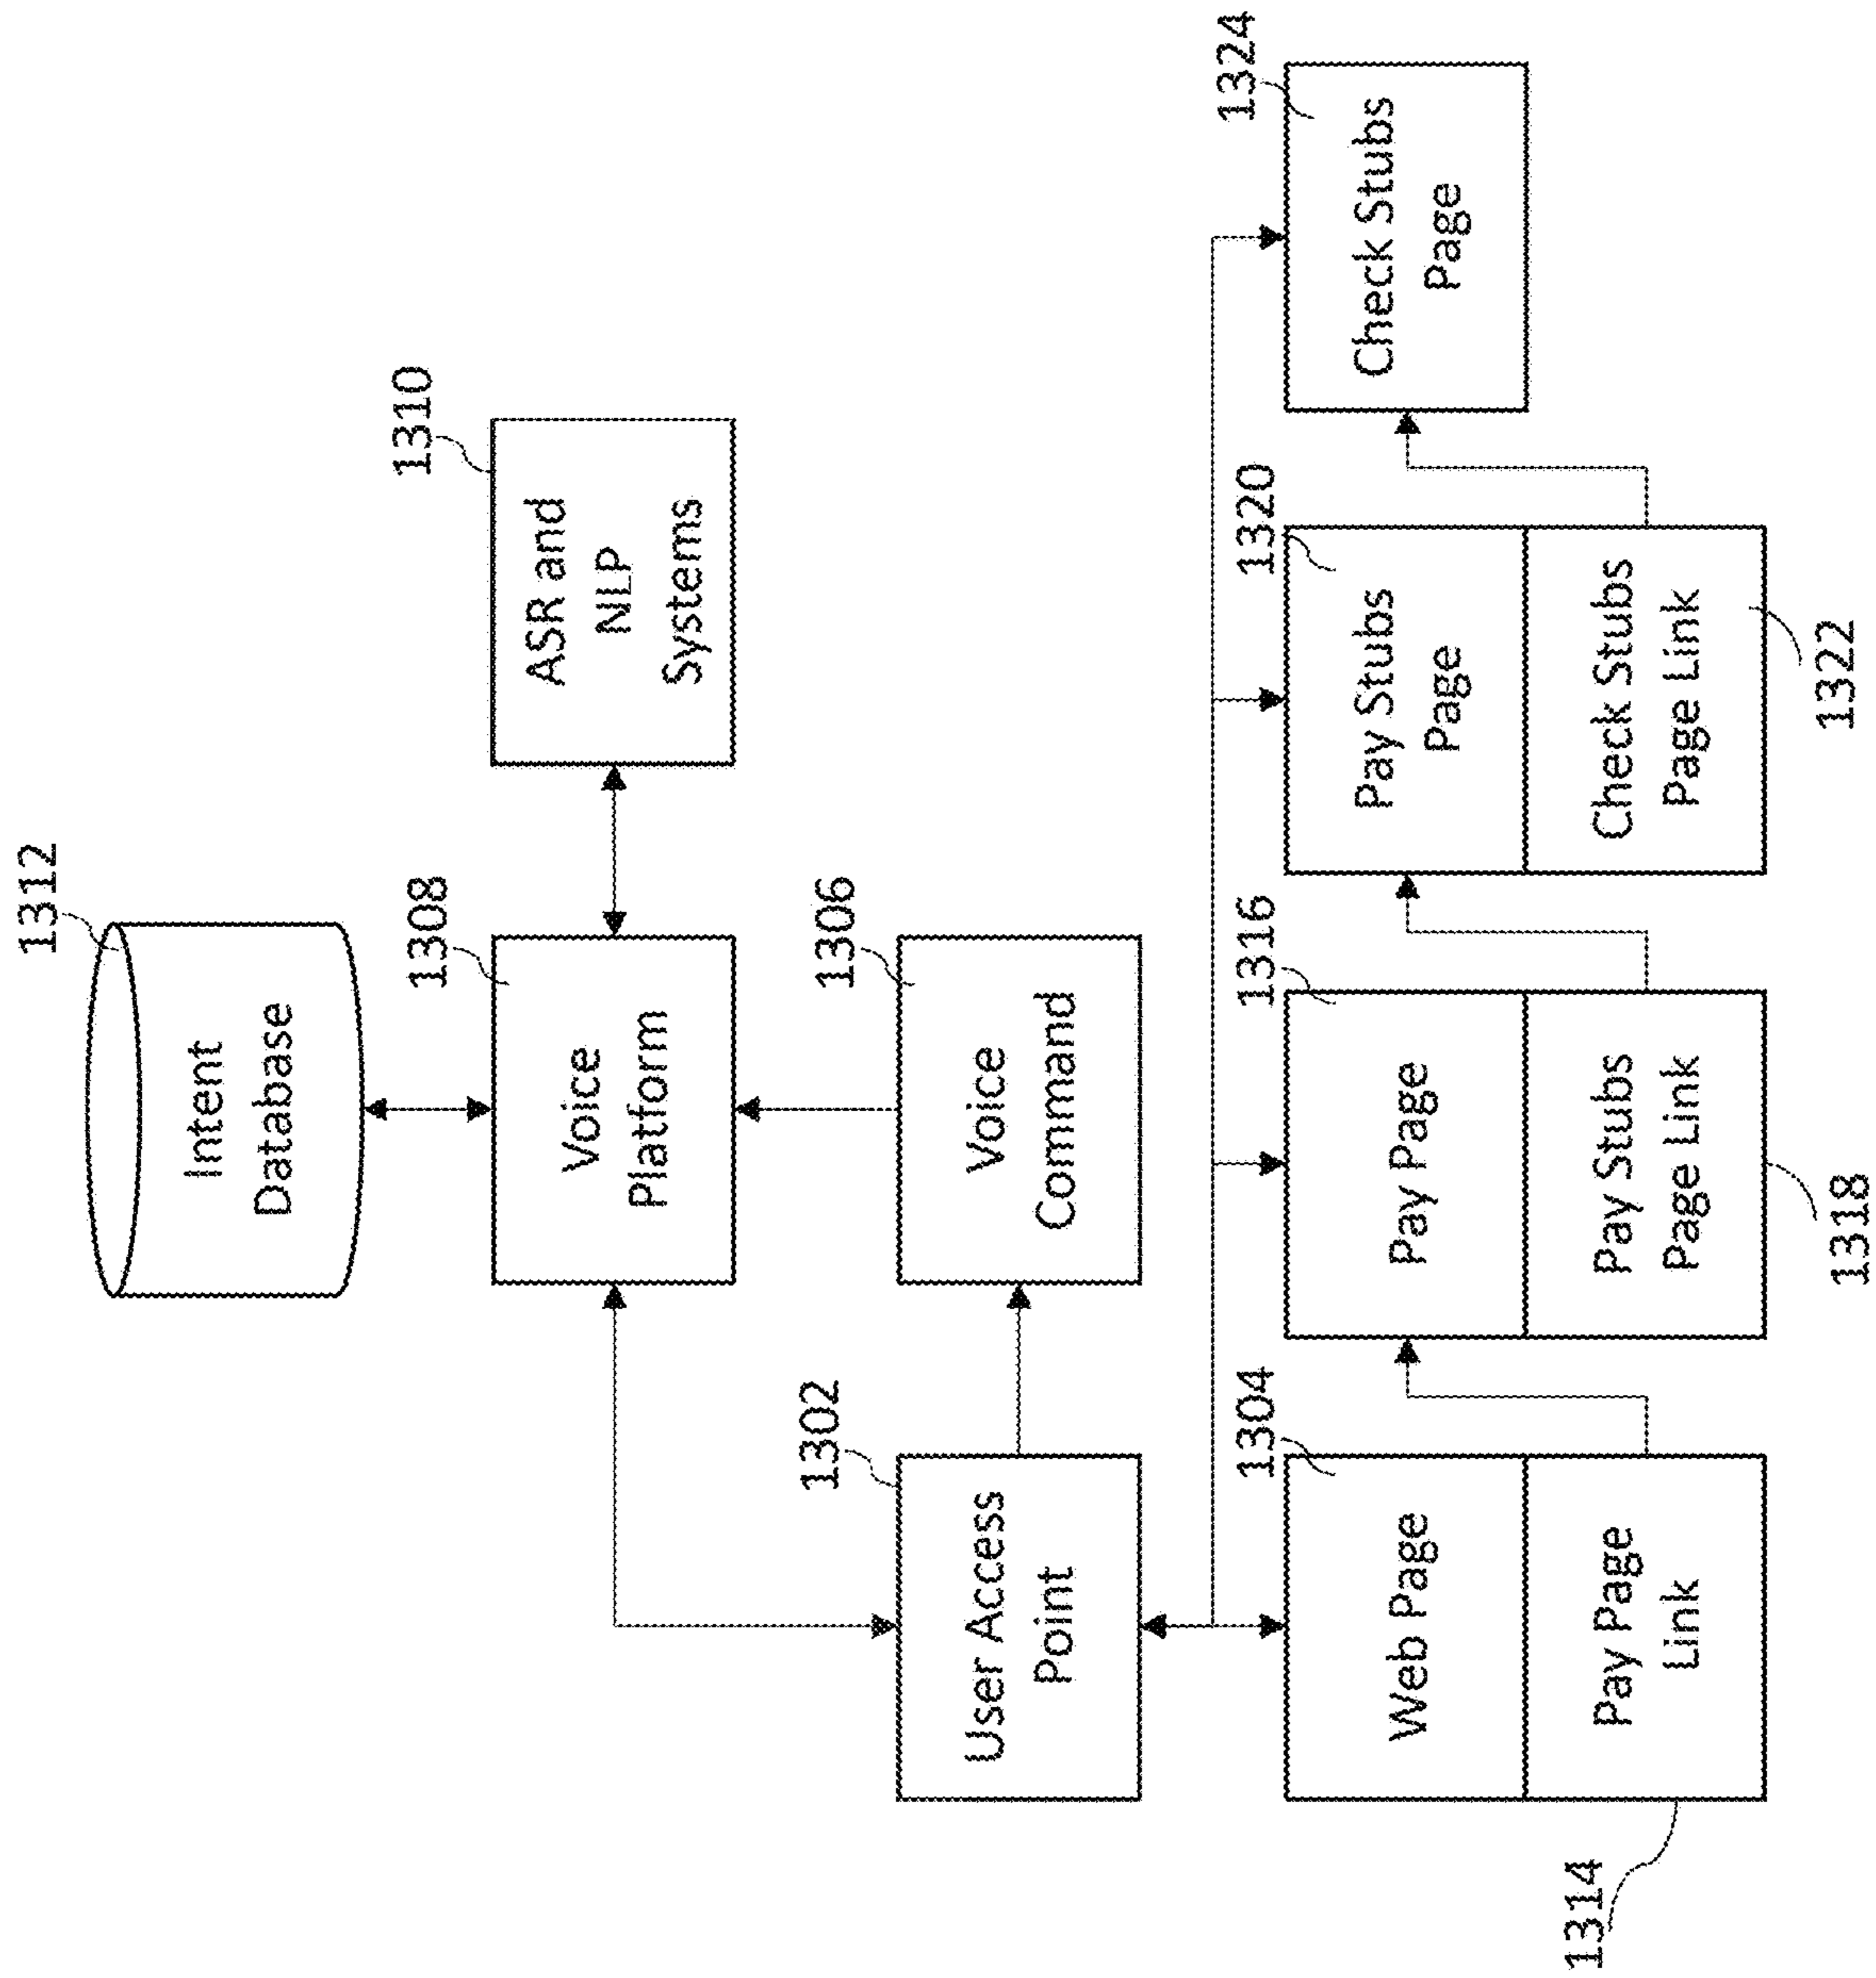 1312
Intent
Database
1308
Voice
Platform
1310
ASR and
NLP
Systems
1302
User Access
Point
1306
Voice
Command
1304
Web Page
1314
Pay Page
Link
1316
Pay Page
1318
Pay Stubs
Page Link
1320
Pay Stubs
Page
1322
Check Stubs
Page Link
1324
Check Stubs
Page